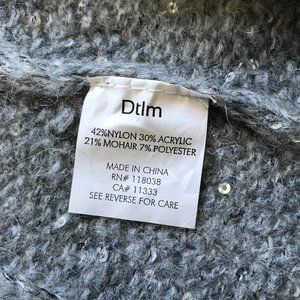 Dtlm
42%NYLON 30% ACRYLIC
21% MOHAIR 7% POLYESTER
MADE IN CHINA
RN# 118038
CA# 11333
SEE REVERSE FOR CARE